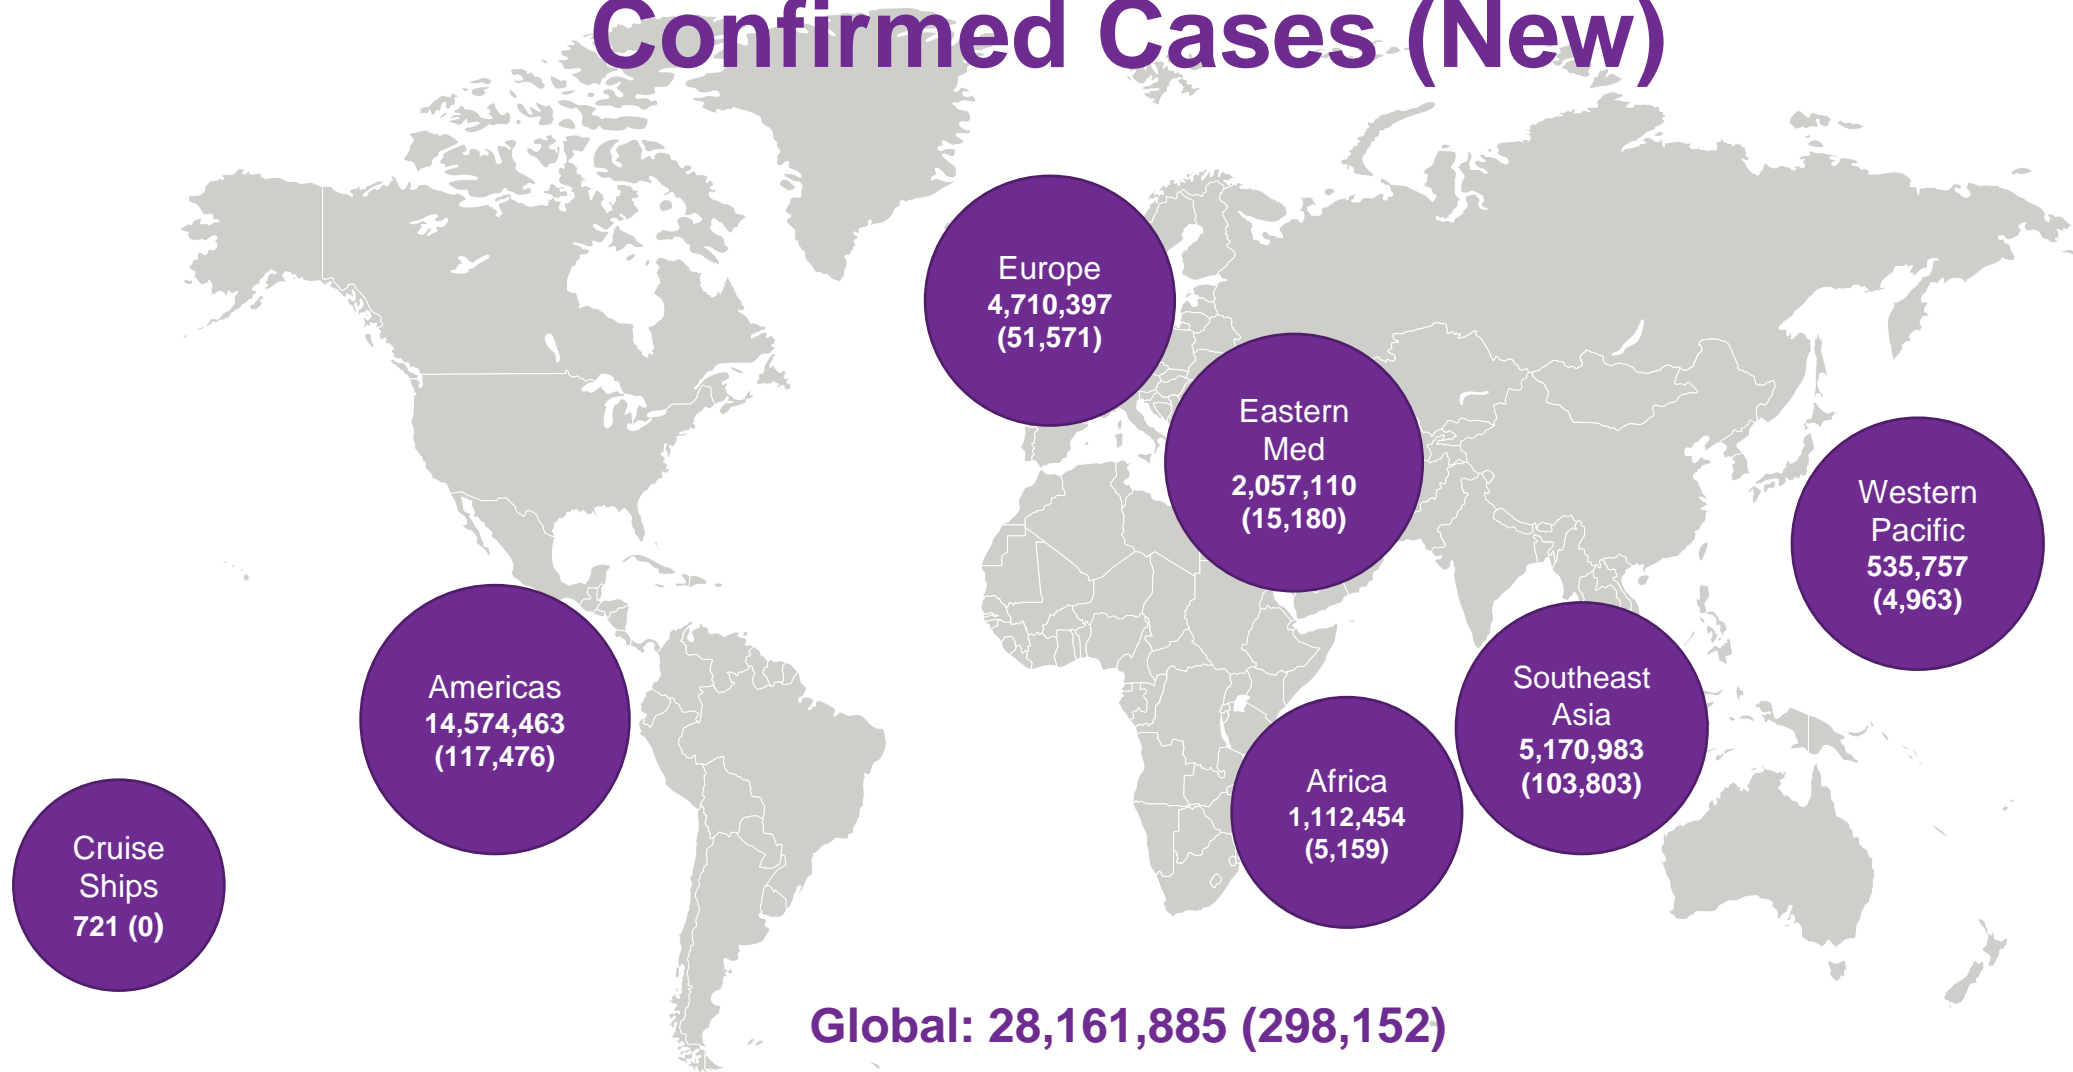 Confirmed Cases (New)
Europe
4,710,397
(51,571)
Eastern
Med
2,057,110
(15,180)
Western
Pacific
535,757
(4,963)
Americas
14,574,463
(117,476)
Southeast
Asia
5,170,983
(103,803)
Africa
1,112,454
(5,159)
Cruise
Ships
721 (0)
Global: 28,161,885 (298,152)